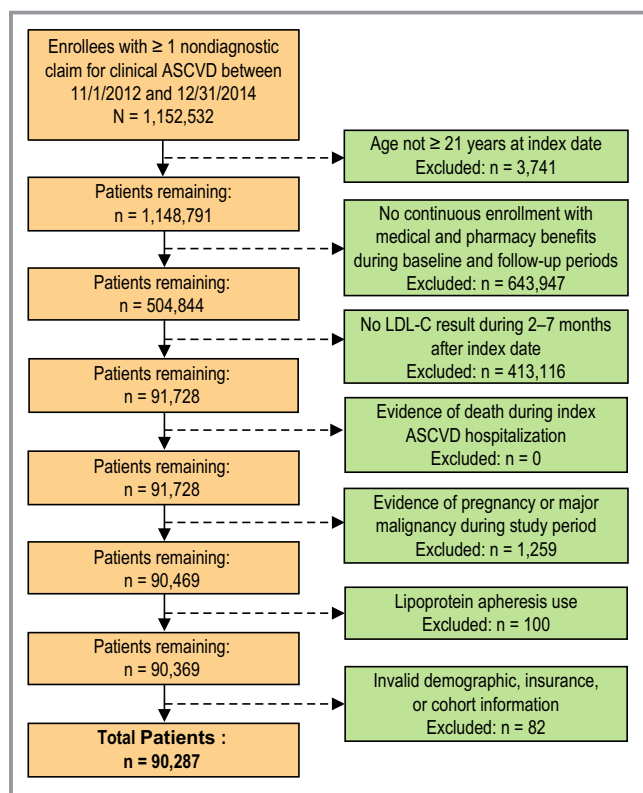 Enrollees with ≥ 1 nondiagnostic
claim for clinical ASCVD between
11/1/2012 and 12/31/2014
N = 1,152,532
Age not ≥ 21 years at index date
Excluded: n = 3,741
Patients remaining:
n = 1,148,791
No continuous enrollment with
medical and pharmacy benefits
during baseline and follow-up periods
Excluded: n = 643,947
Patients remaining:
n = 504,844
No LDL-C result during 2–7 months
after index date
Excluded: n = 413,116
Patients remaining:
n = 91,728
Evidence of death during index
ASCVD hospitalization
Excluded: n = 0
Patients remaining:
n = 91,728
Evidence of pregnancy or major
malignancy during study period
Excluded: n = 1,259
Patients remaining:
n = 90,469
Lipoprotein apheresis use
Excluded: n = 100
Patients remaining:
n = 90,369
Invalid demographic, insurance,
or cohort information
Excluded: n = 82
Total Patients :
n = 90,287